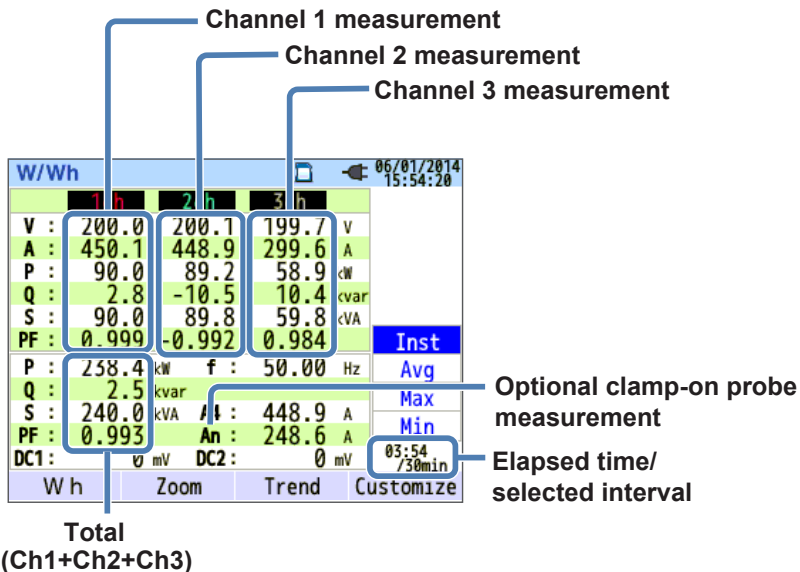 Channel 1 measurement
Channel 2 measurement
Channel 3 measurement
W/Wh 06/01/2014
15:54:20
1 h 2 h 3 h
V : 200.0 200.1 199.7 V
A : 450.1 448.9 299.6 A
P : 90.0 89.2 58.9 kW
Q : 2.8 -10.5 10.4 kvar
S : 90.0 89.8 59.8 kVA
PF : 0.999 -0.992 0.984 Inst
P : 238.4 kW f : 50.00 Hz Avg
Q : 2.5 kvar Max
S : 240.0 kVA A4 : 448.9 A Min
PF : 0.993 An : 248.6 A
DC1 : 0 mV DC2 : 0 mV 03:54
/30min
W h Zoom Trend Customize
Optional clamp-on probe
measurement
Elapsed time/
selected interval
Total
(Ch1+Ch2+Ch3)